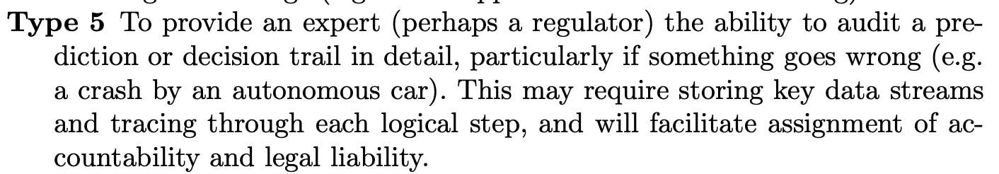 Type 5 To provide an expert (perhaps a regulator) the ability to audit a pre-
diction or decision trail in detail, particularly if something goes wrong (e.g.
a crash by an autonomous car). This may require storing key data streams
and tracing through each logical step, and will facilitate assignment of ac-
countability and legal liability.